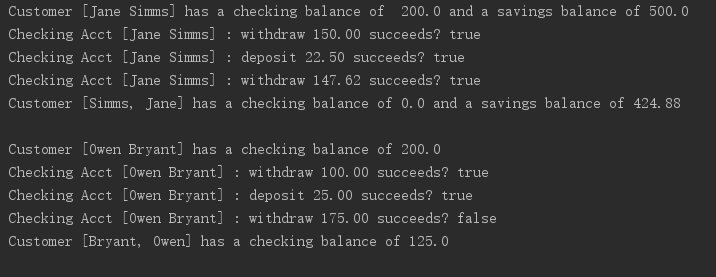 Customer [Jane Simms] has a checking balance of  200.0 and a savings balance of 500.0
Checking Acct [Jane Simms] : withdraw 150.00 succeeds? true
Checking Acct [Jane Simms] : deposit 22.50 succeeds? true
Checking Acct [Jane Simms] : withdraw 147.62 succeeds? true
Customer [Simms, Jane] has a checking balance of 0.0 and a savings balance of 424.88
Customer [Owen Bryant] has a checking balance of 200.0
Checking Acct [Owen Bryant] : withdraw 100.00 succeeds? true
Checking Acct [Owen Bryant] : deposit 25.00 succeeds? true
Checking Acct [Owen Bryant] : withdraw 175.00 succeeds? false
Customer [Bryant, Owen] has a checking balance of 125.0